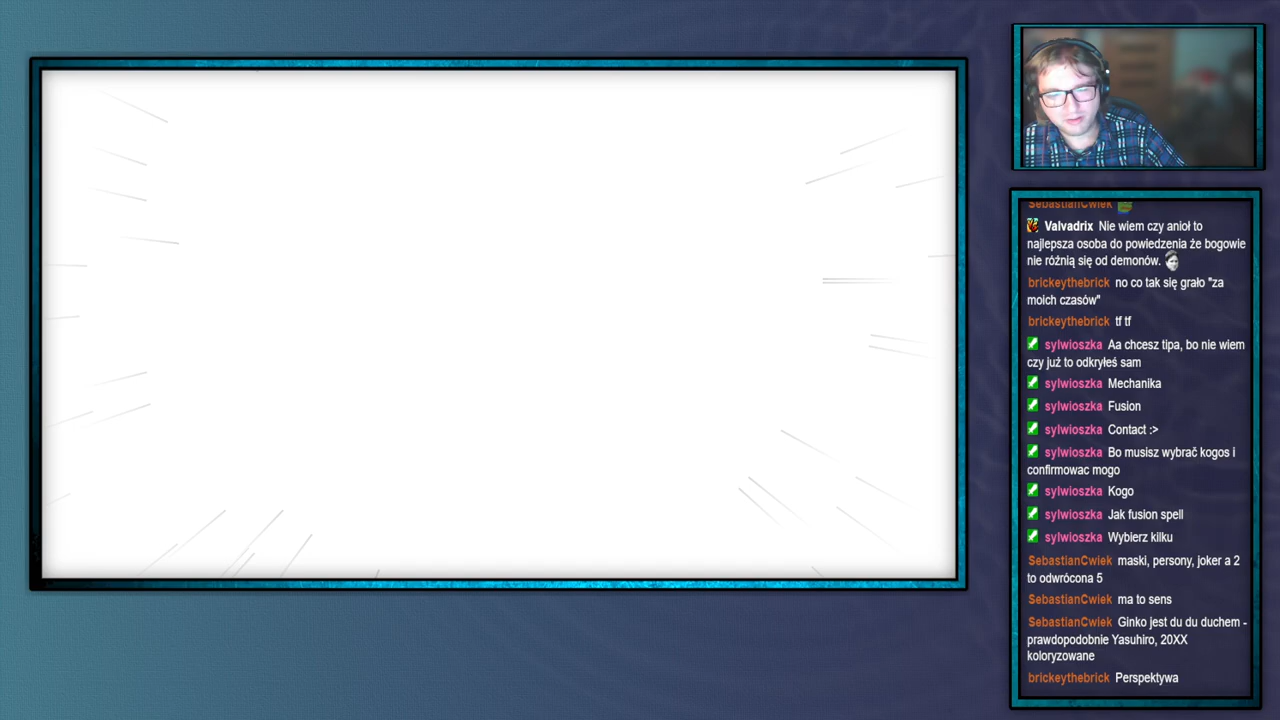 SebastianCwiek
Valvadrix Nie wiem czy anioł to
najlepsza osoba do powiedzenia że bogowie
nie różnią się od demonów.
brickeythebrick no co tak się grało "za
moich czasów"
brickeythebrick tf tf
sylwioszka Aa chcesz tipa, bo nie wiem
czy już to odkryłeś sam
sylwioszka Mechanika
sylwioszka Fusion
sylwioszka Contact :>
sylwioszka Bo musisz wybrač kogos i
confirmowac mogo
sylwioszka Kogo
sylwioszka Jak fusion spell
sylwioszka Wybierz kilku
SebastianCwiek maski, persony, joker a 2
to odwrócona 5
SebastianCwiek ma to sens
SebastianCwiek Ginko jest du du duchem -
prawdopodobnie Yasuhiro, 20XX
koloryzowane
brickeythebrick Perspektywa